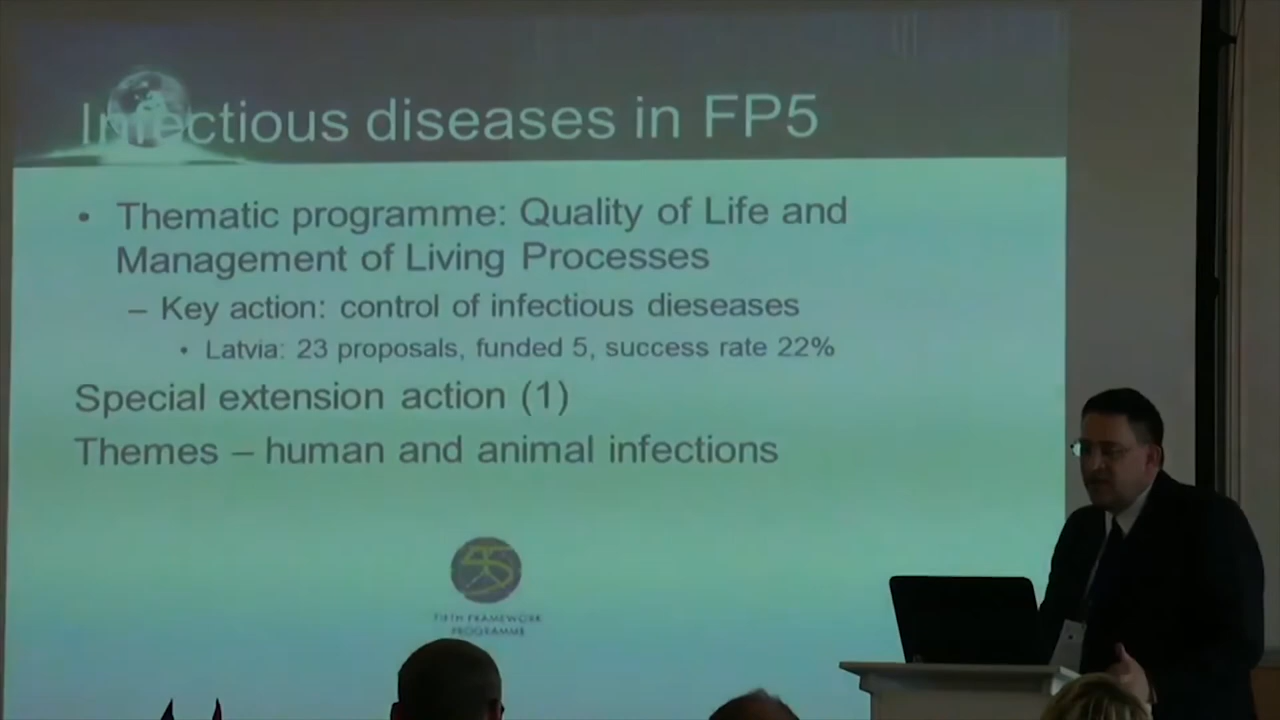 Infectious diseases in FP5
• Thematic programme: Quality of Life and
Management of Living Processes
– Key action: control of infectious dieseases
• Latvia: 23 proposals, funded 5, success rate 22%
Special extension action (1)
Themes – human and animal infections
5
FIFTH FRAMEWORK
PROGRAMME